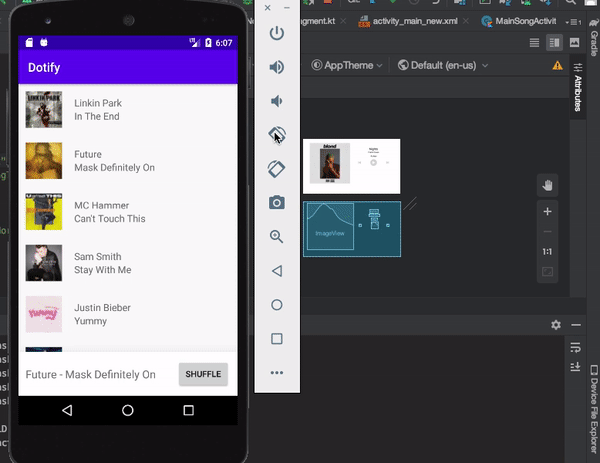 agment.kt
activity_main_new.xml
MainSongActivit
6:07
Dotify
AppTheme
Default (en-us)
Gradle
Attributes
Linkin Park
In The End
Future
Mask Definitely On
MC Hammer
Can't Touch This
Sam Smith
Stay With Me
Justin Bieber
Yummy
Future - Mask Definitely On
SHUFFLE
blond
ImageView
1:1
Device File Explorer